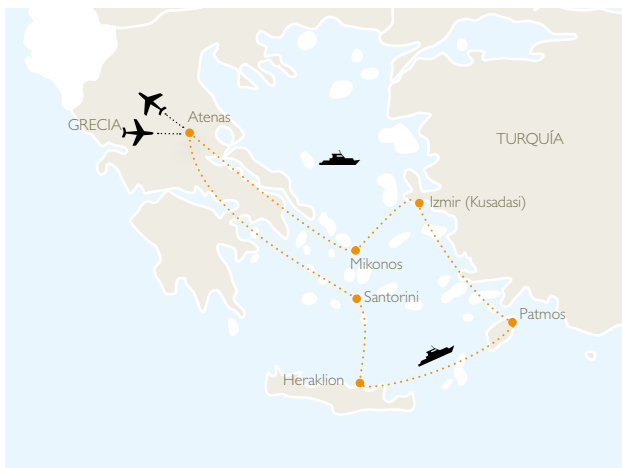 Atenas
GRECIA
TURQUÍA
Izmir (Kusadasi)
Mikonos
Santorini
Patmos
Heraklion